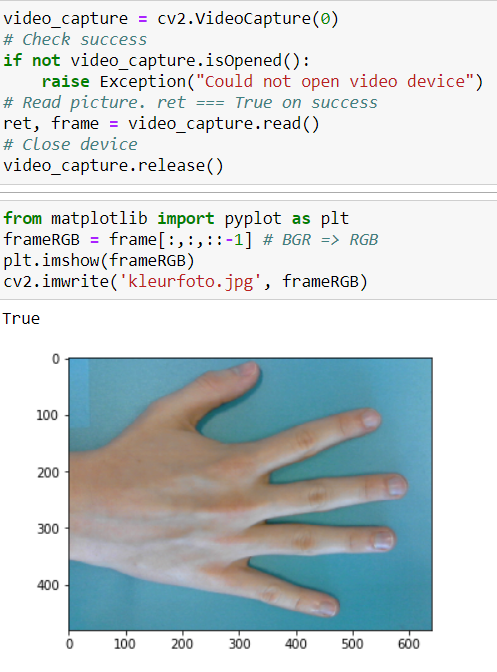 video_capture = cv2.VideoCapture(0)
# Check success
if not video_capture.isOpened():
    raise Exception("Could not open video device")
# Read picture. ret === True on success
ret, frame = video_capture.read()
# Close device
video_capture.release()
from matplotlib import pyplot as plt
frameRGB = frame[:,:,::-1] # BGR => RGB
plt.imshow(frameRGB)
cv2.imwrite('kleurfoto.jpg', frameRGB)
True
0
100
200
300
400
0 100 200 300 400 500 600